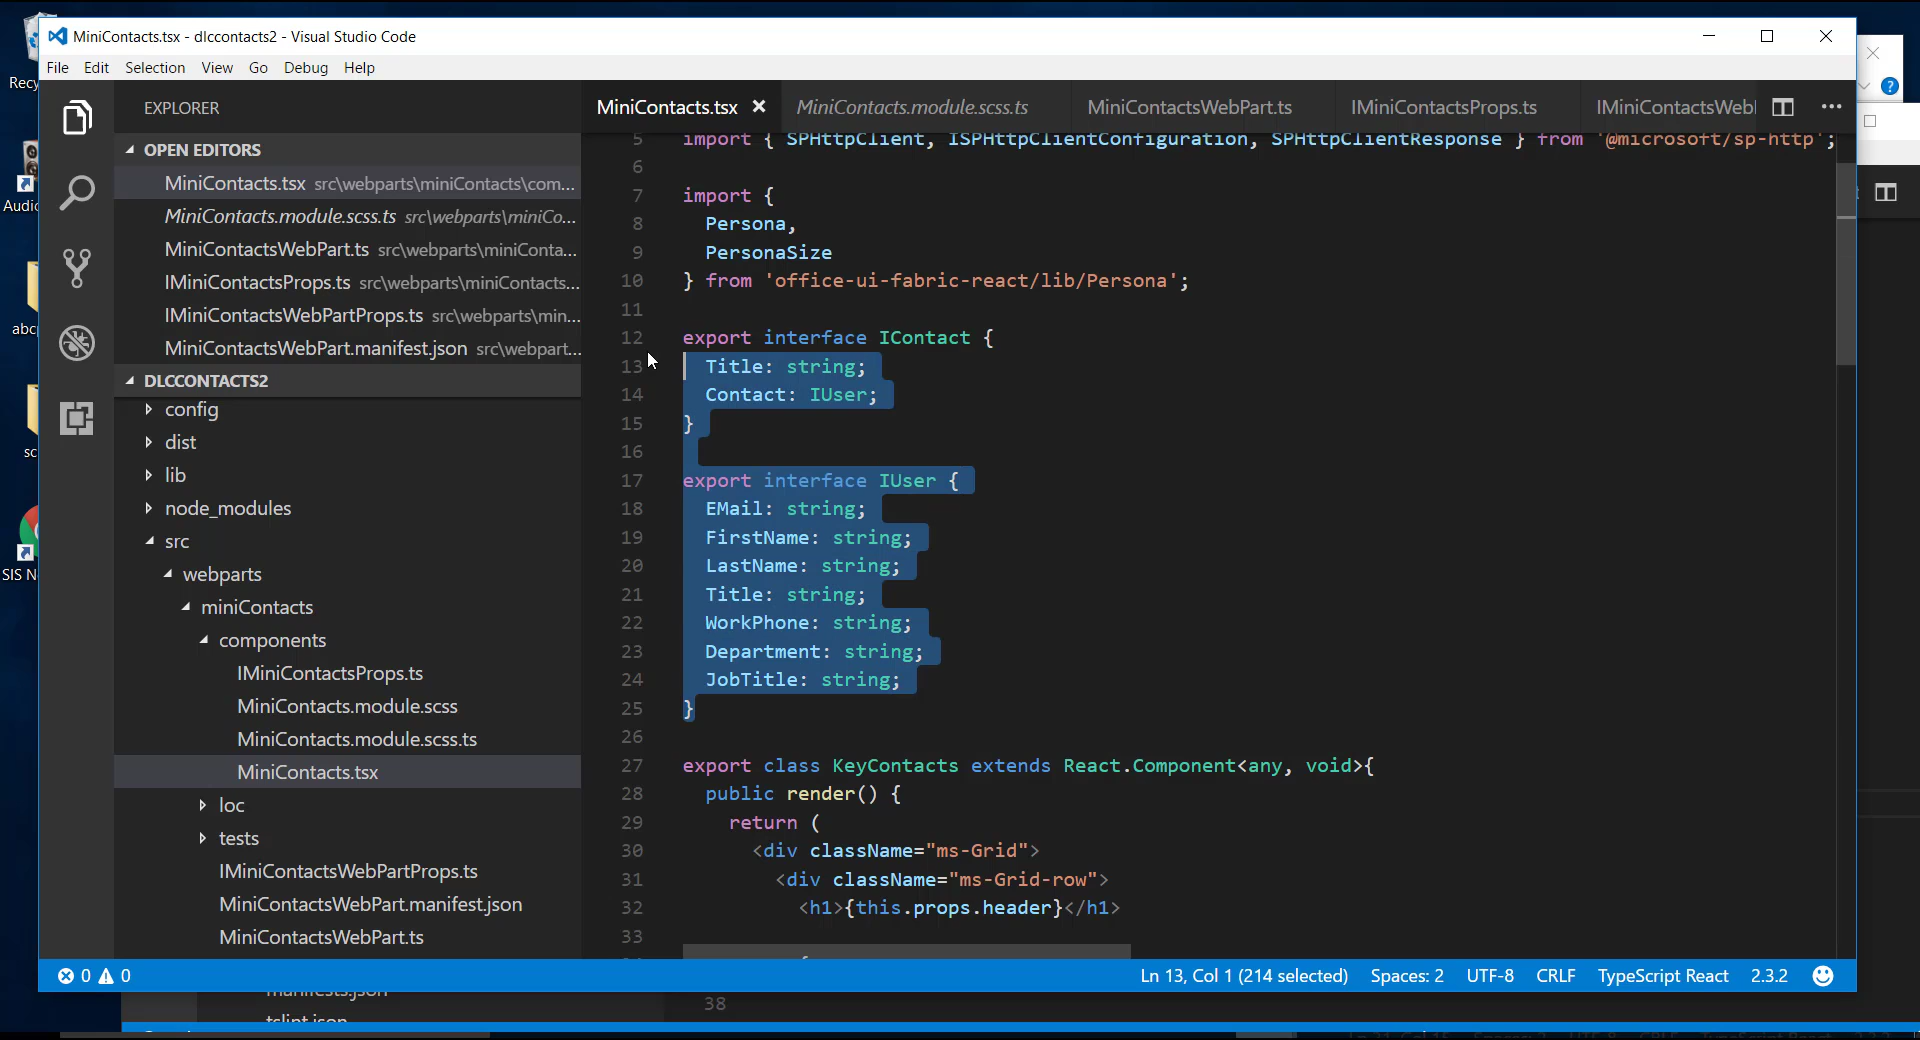 MiniContacts.tsx - dlccontacts2 - Visual Studio Code
File Edit Selection View Go Debug Help
EXPLORER
OPEN EDITORS
MiniContacts.tsx src\webparts\miniContacts\com...
MiniContacts.module.scss.ts src\webparts\miniCo...
MiniContactsWebPart.ts src\webparts\miniConta...
IMiniContactsProps.ts src\webparts\miniContacts...
IMiniContactsWebPartProps.ts src\webparts\min...
MiniContactsWebPart.manifest.json src\webpart...
DLCCONTACTS2
config
dist
lib
node_modules
src
webparts
miniContacts
components
IMiniContactsProps.ts
MiniContacts.module.scss
MiniContacts.module.scss.ts
MiniContacts.tsx
loc
tests
IMiniContactsWebPartProps.ts
MiniContactsWebPart.manifest.json
MiniContactsWebPart.ts
MiniContacts.tsx MiniContacts.module.scss.ts MiniContactsWebPart.ts IMiniContactsProps.ts IMiniContactsWebI
5 import { SPHttpClient, ISPHttpClientConfiguration, SPHttpClientResponse } from '@microsoft/sp-http';
6
7 import {
8 Persona,
9 PersonaSize
10 } from 'office-ui-fabric-react/lib/Persona';
11
12 export interface IContact {
13 Title: string;
14 Contact: IUser;
15 }
16
17 export interface IUser {
18 EMail: string;
19 FirstName: string;
20 LastName: string;
21 Title: string;
22 WorkPhone: string;
23 Department: string;
24 JobTitle: string;
25 }
26
27 export class KeyContacts extends React.Component<any, void>{
28 public render() {
29 return (
30 <div className="ms-Grid">
31 <div className="ms-Grid-row">
32 <h1>{this.props.header}</h1>
33
0 0 Ln 13, Col 1 (214 selected) Spaces: 2 UTF-8 CRLF TypeScript React 2.3.2
Recy
Audio
abcp
sc
SIS N
38